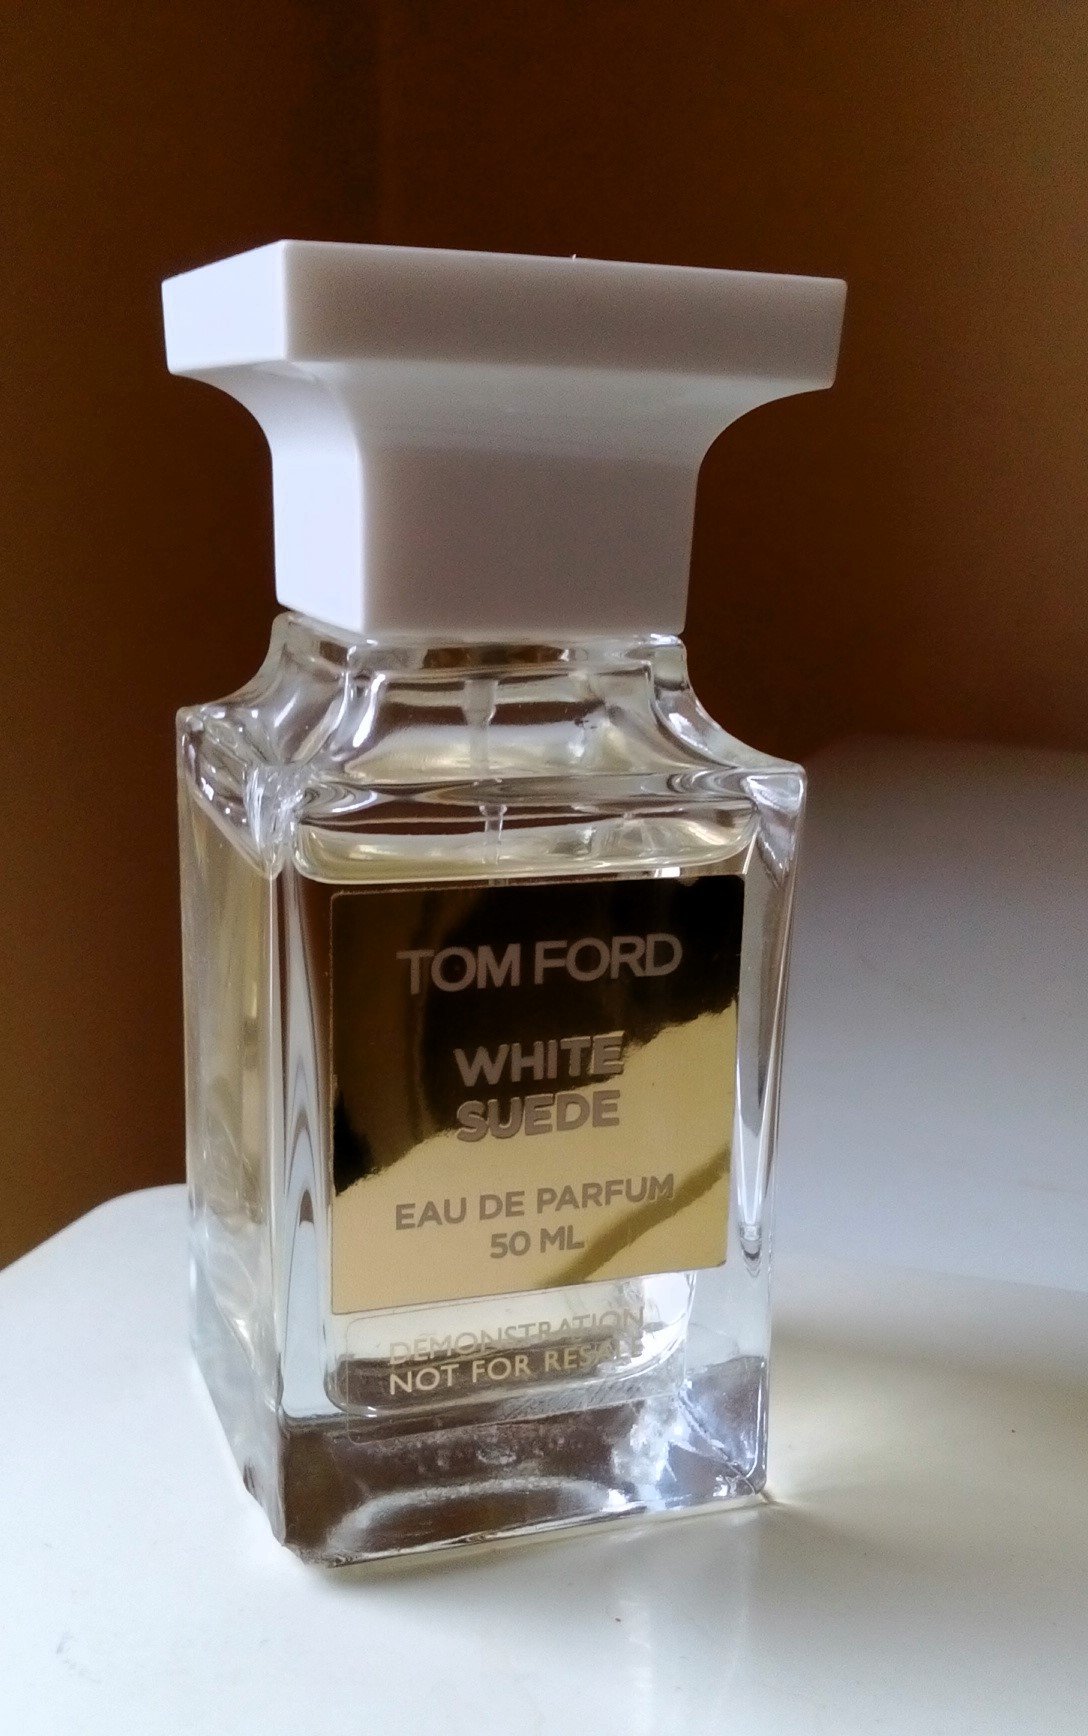 TOM FORD
WHITE
SUEDE
EAU DE PARFUM
50 ML
DEMONSTRATION
NOT FOR RESALE